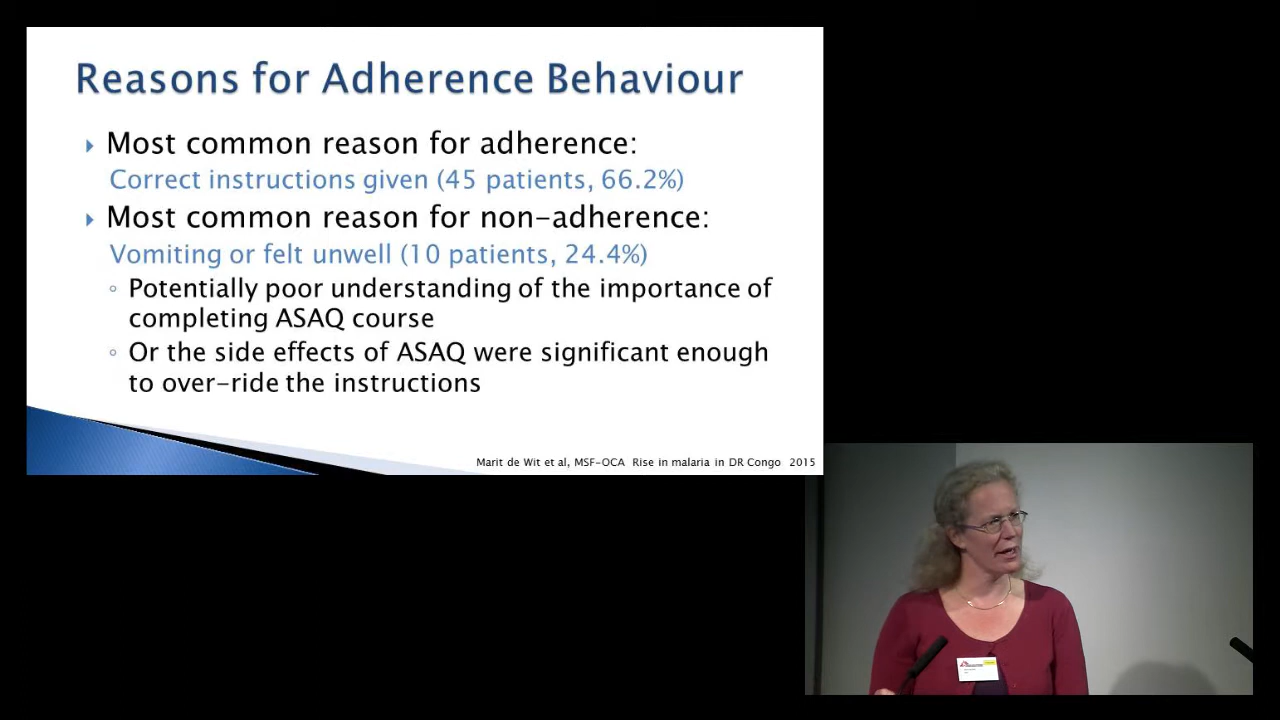 Reasons for Adherence Behaviour
Most common reason for adherence:
Correct instructions given (45 patients, 66.2%)
Most common reason for non-adherence:
Vomiting or felt unwell (10 patients, 24.4%)
Potentially poor understanding of the importance of
completing ASAQ course
Or the side effects of ASAQ were significant enough
to over-ride the instructions
Marit de Wit et al, MSF-OCA Rise in malaria in DR Congo 2015